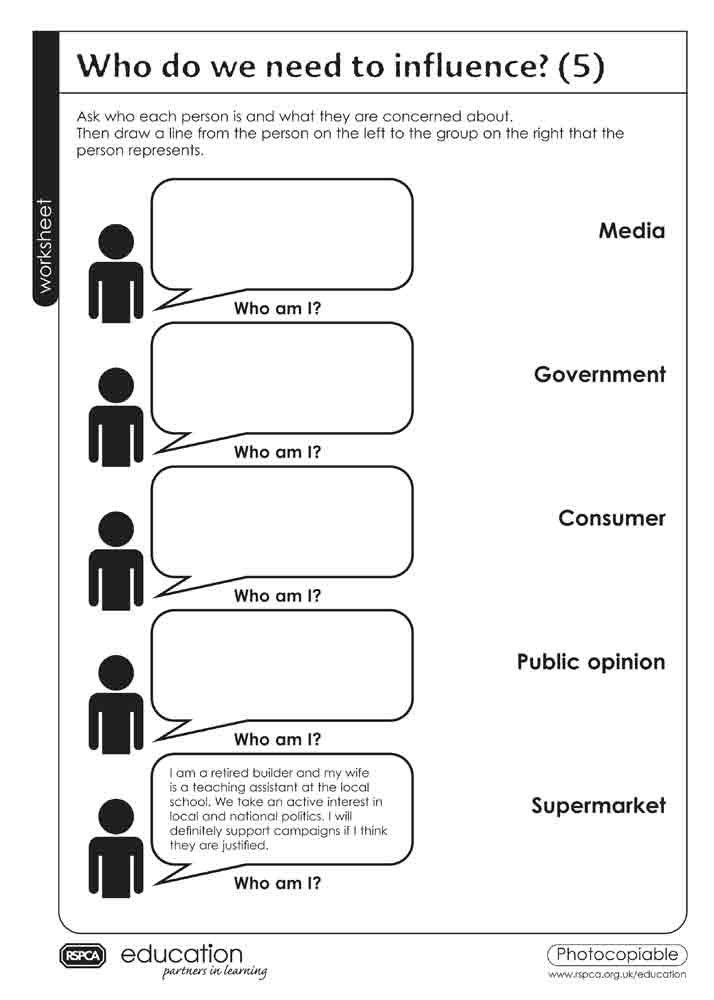 Who do we need to influence? (5)
Ask who each person is and what they are concerned about.
Then draw a line from the person on the left to the group on the right that the
person represents.
worksheet
Media
Who am I?
Government
Who am I?
Consumer
Who am I?
Public opinion
Who am I?
I am a retired builder and my wife
is a teaching assistant at the local
school. We take an active interest in
local and national politics. I will
definitely support campaigns if I think
they are justified.
Supermarket
Who am I?
RSPCA education
partners in learning
Photocopiable
www.rspca.org.uk/education